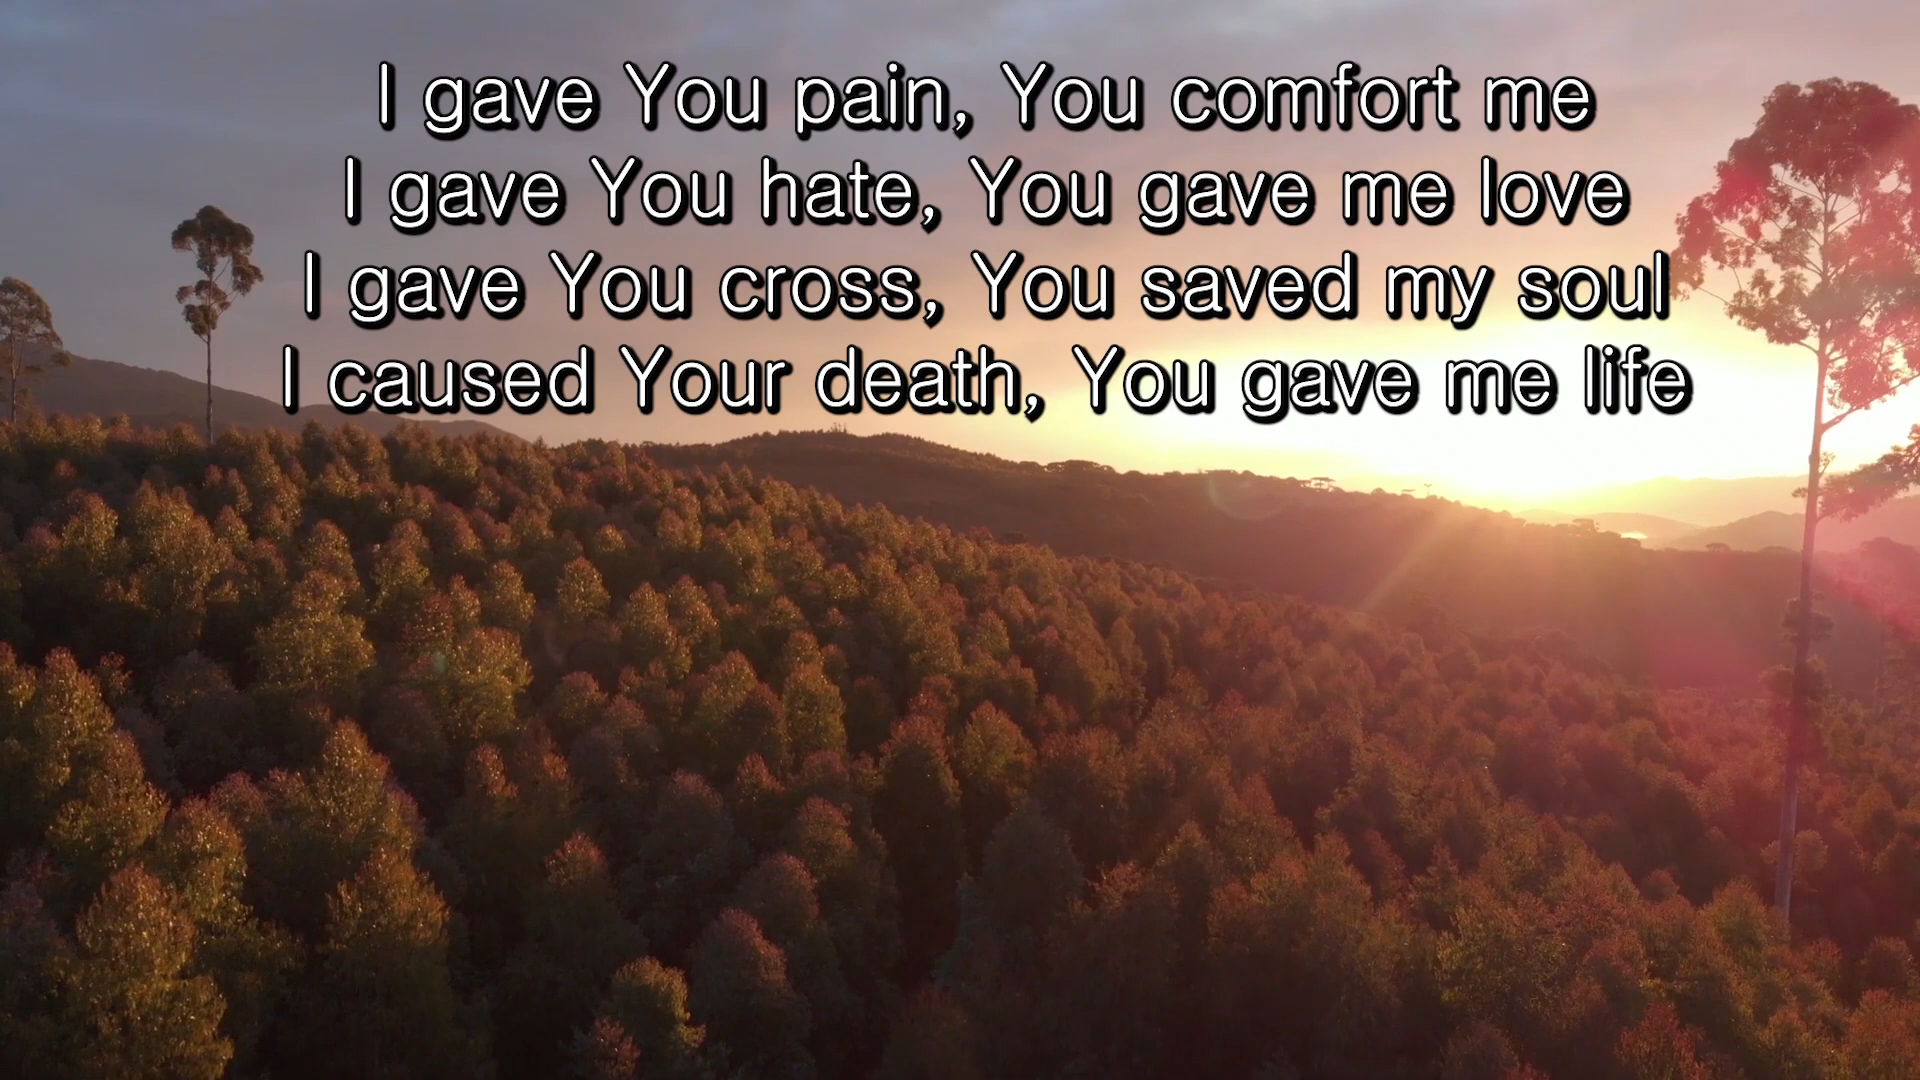 I gave You pain, You comfort me
I gave You hate, You gave me love
I gave You cross, You saved my soul
I caused Your death, You gave me life